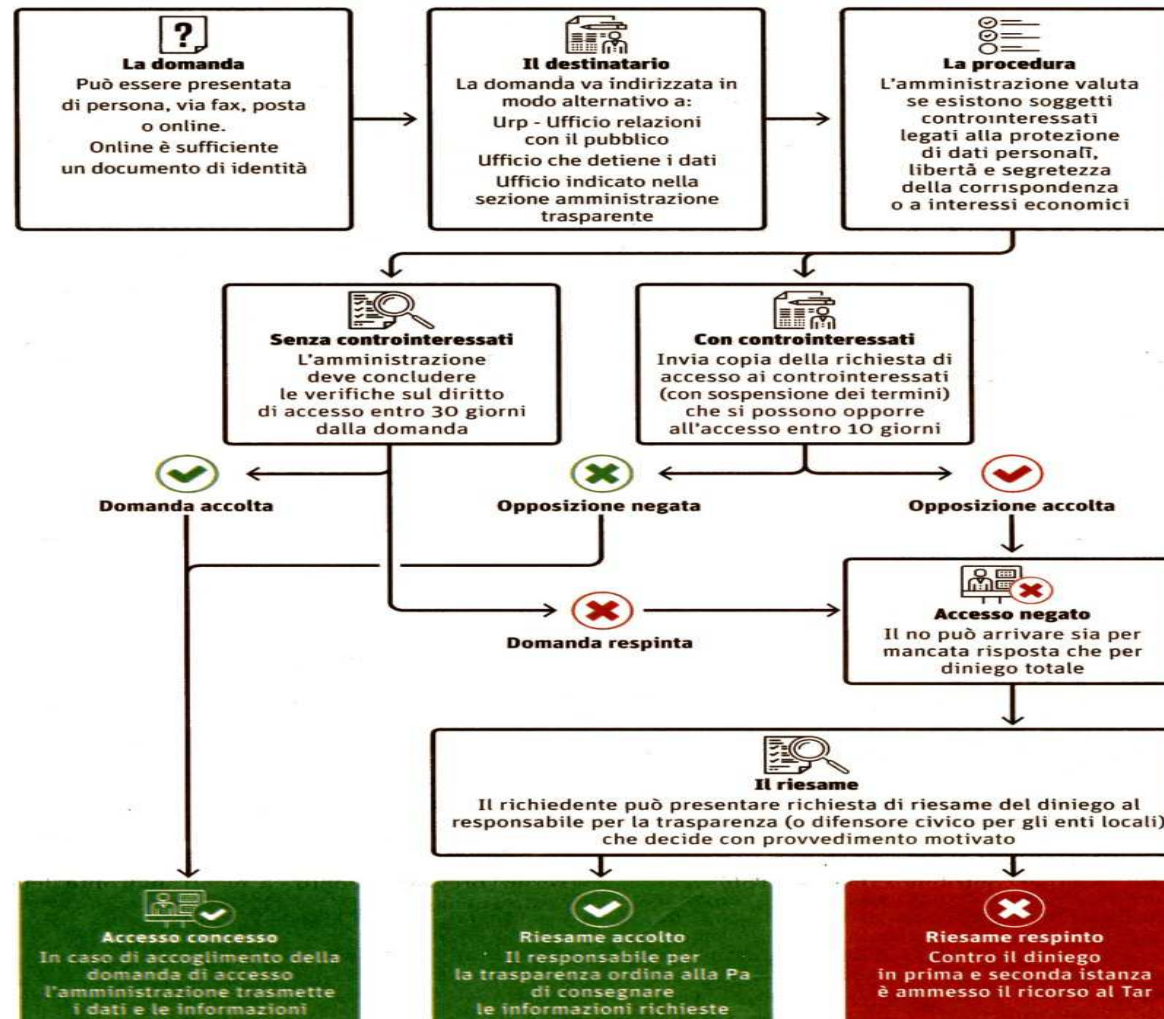 La domanda
Può essere presentata
di persona, via fax, posta
o online.
Online è sufficiente
un documento di identità
Il destinatario
La domanda va indirizzata in
modo alternativo a:
Urp - Ufficio relazioni
con il pubblico
Ufficio che detiene i dati
Ufficio indicato nella
sezione amministrazione
trasparente
La procedura
L'amministrazione valuta
se esistono soggetti
controinteressati
legati alla protezione
di dati personali,
libertà e segretezza
della corrispondenza
o a interessi economici
Senza controinteressati
L'amministrazione
deve concludere
le verifiche sul diritto
di accesso entro 30 giorni
dalla domanda
Con controinteressati
Invia copia della richiesta di
accesso ai controinteressati
(con sospensione dei termini)
che si possono opporre
all'accesso entro 10 giorni
Domanda accolta
Opposizione negata
Opposizione accolta
Domanda respinta
Accesso negato
Il no può arrivare sia per
mancata risposta che per
diniego totale
Il riesame
Il richiedente può presentare richiesta di riesame del diniego al
responsabile per la trasparenza (o difensore civico per gli enti locali)
che decide con provvedimento motivato
Accesso concesso
In caso di accoglimento della
domanda di accesso
l'amministrazione trasmette
i dati e le informazioni
Riesame accolto
Il responsabile per
la trasparenza ordina alla Pa
di consegnare
le informazioni richieste
Riesame respinto
Contro il diniego
in prima e seconda istanza
è ammesso il ricorso al Tar